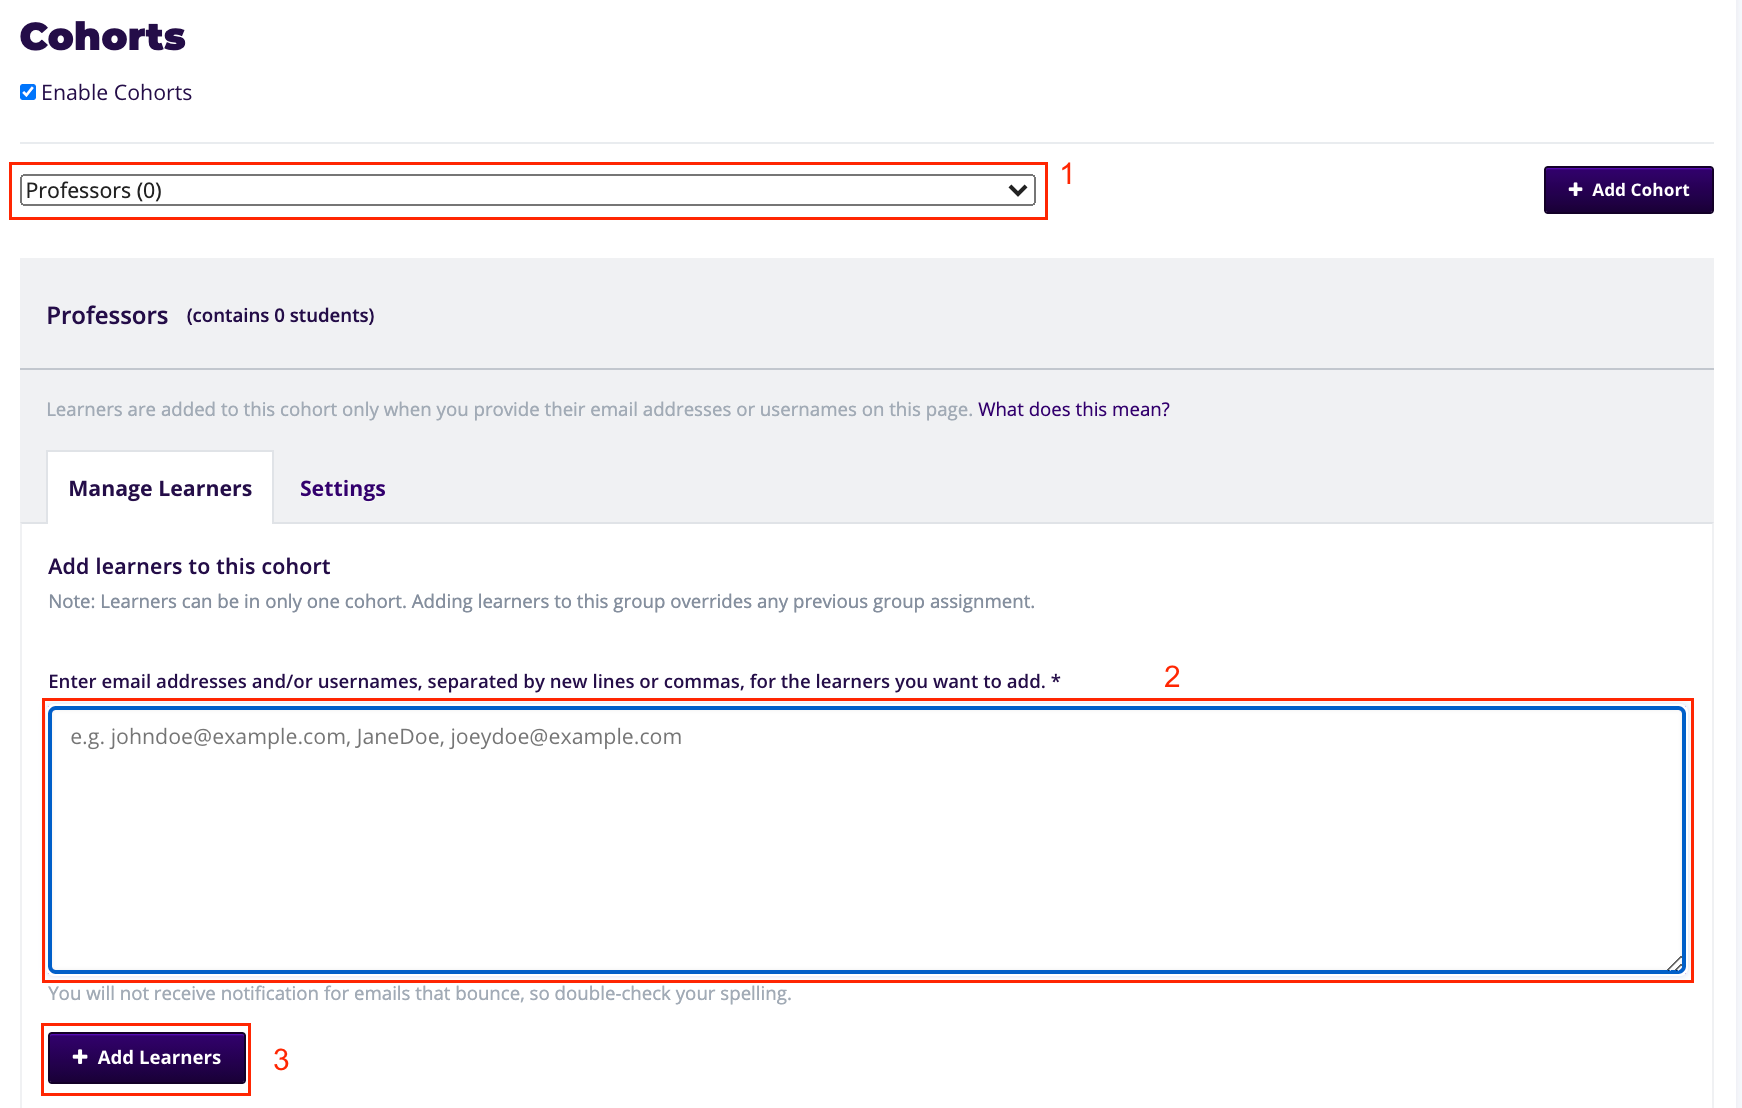 Cohorts
Enable Cohorts
Professors (0)
1
+ Add Cohort
Professors (contains 0 students)
Learners are added to this cohort only when you provide their email addresses or usernames on this page. What does this mean?
Manage Learners
Settings
Add learners to this cohort
Note: Learners can be in only one cohort. Adding learners to this group overrides any previous group assignment.
Enter email addresses and/or usernames, separated by new lines or commas, for the learners you want to add. *
2
e.g. johndoe@example.com, JaneDoe, joeydoe@example.com
You will not receive notification for emails that bounce, so double-check your spelling.
+ Add Learners
3